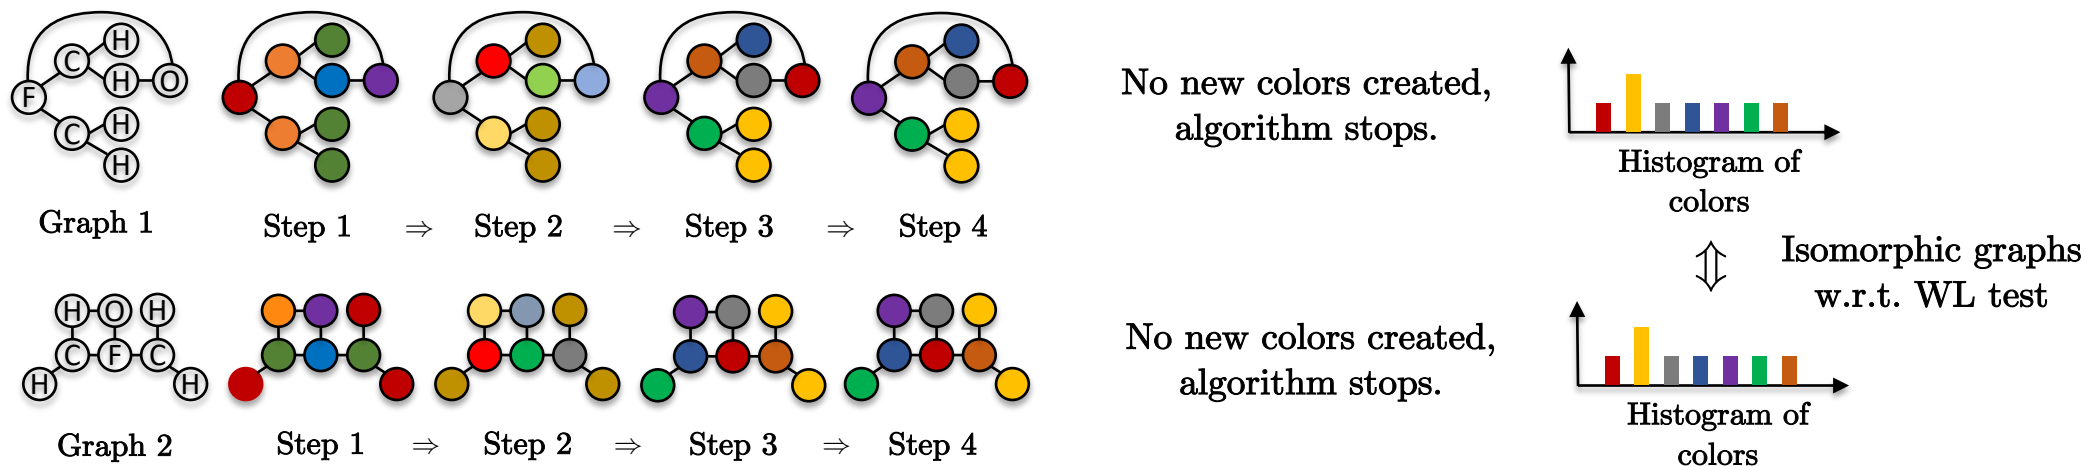 H
C
H O
F
H
C
H
Graph 1
Step 1 ⇒ Step 2 ⇒ Step 3 ⇒ Step 4
No new colors created,
algorithm stops.
Histogram of
colors
Isomorphic graphs
w.r.t. WL test
H O H
C F C
H H
Graph 2
Step 1 ⇒ Step 2 ⇒ Step 3 ⇒ Step 4
No new colors created,
algorithm stops.
Histogram of
colors